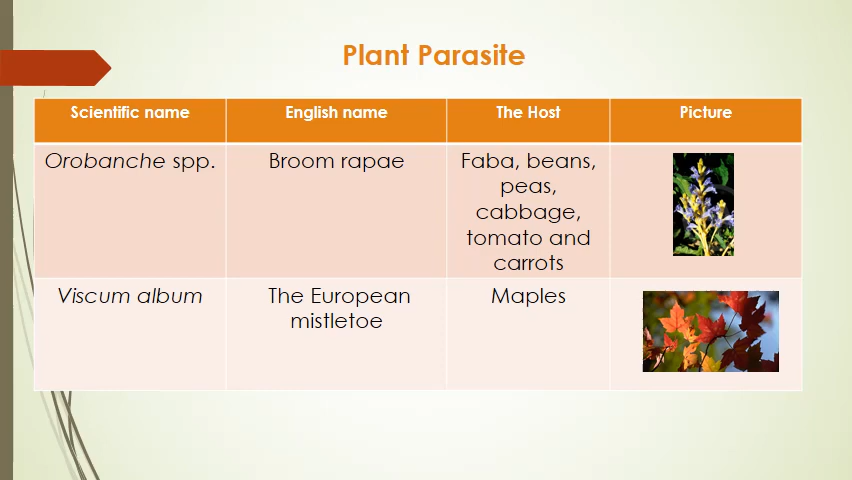 Plant Parasite
Scientific name English name The Host Picture
Orobanche spp. Broom rapae Faba, beans,
peas,
cabbage,
tomato and
carrots
Viscum album The European Maples
mistletoe